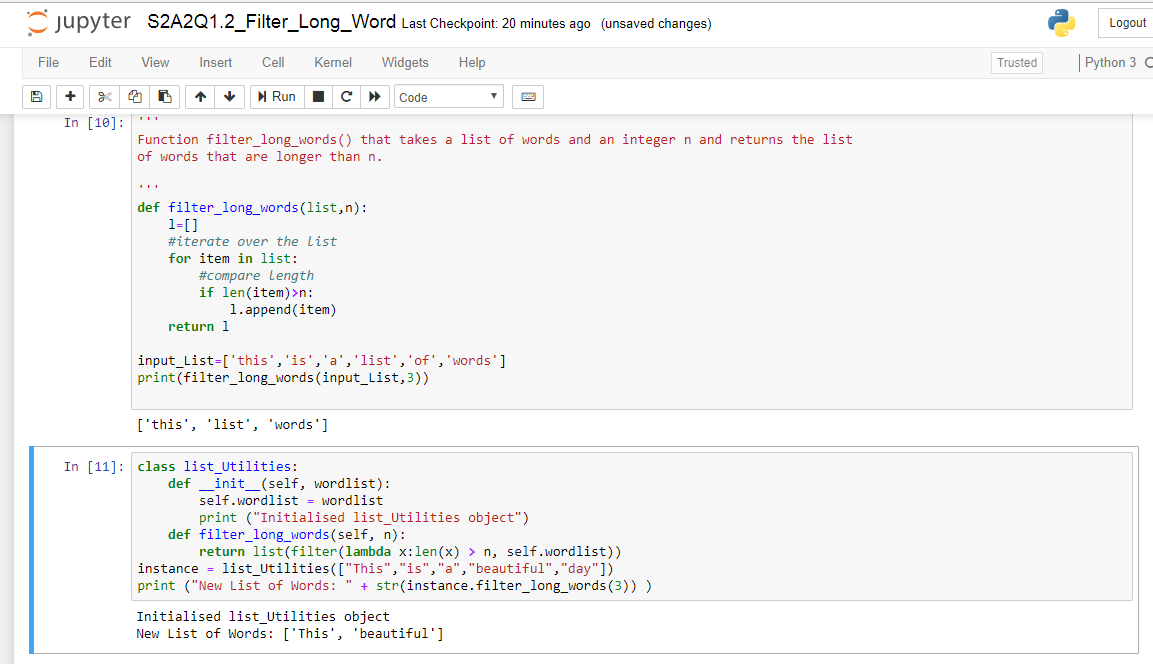 jupyter S2A2Q1.2_Filter_Long_Word Last Checkpoint: 20 minutes ago (unsaved changes) Logout
File Edit View Insert Cell Kernel Widgets Help Trusted Python 3
Run Code
In [10]: '''
Function filter_long_words() that takes a list of words and an integer n and returns the list
of words that are longer than n.
'''
def filter_long_words(list,n):
    l=[]
    #iterate over the list
    for item in list:
        #compare length
        if len(item)>n:
            l.append(item)
    return l
input_List=['this','is','a','list','of','words']
print(filter_long_words(input_List,3))
['this', 'list', 'words']
In [11]: class list_Utilities:
    def __init__(self, wordlist):
        self.wordlist = wordlist
        print ("Initialised list_Utilities object")
    def filter_long_words(self, n):
        return list(filter(lambda x:len(x) > n, self.wordlist))
instance = list_Utilities(["This","is","a","beautiful","day"])
print ("New List of Words: " + str(instance.filter_long_words(3)) )
Initialised list_Utilities object
New List of Words: ['This', 'beautiful']